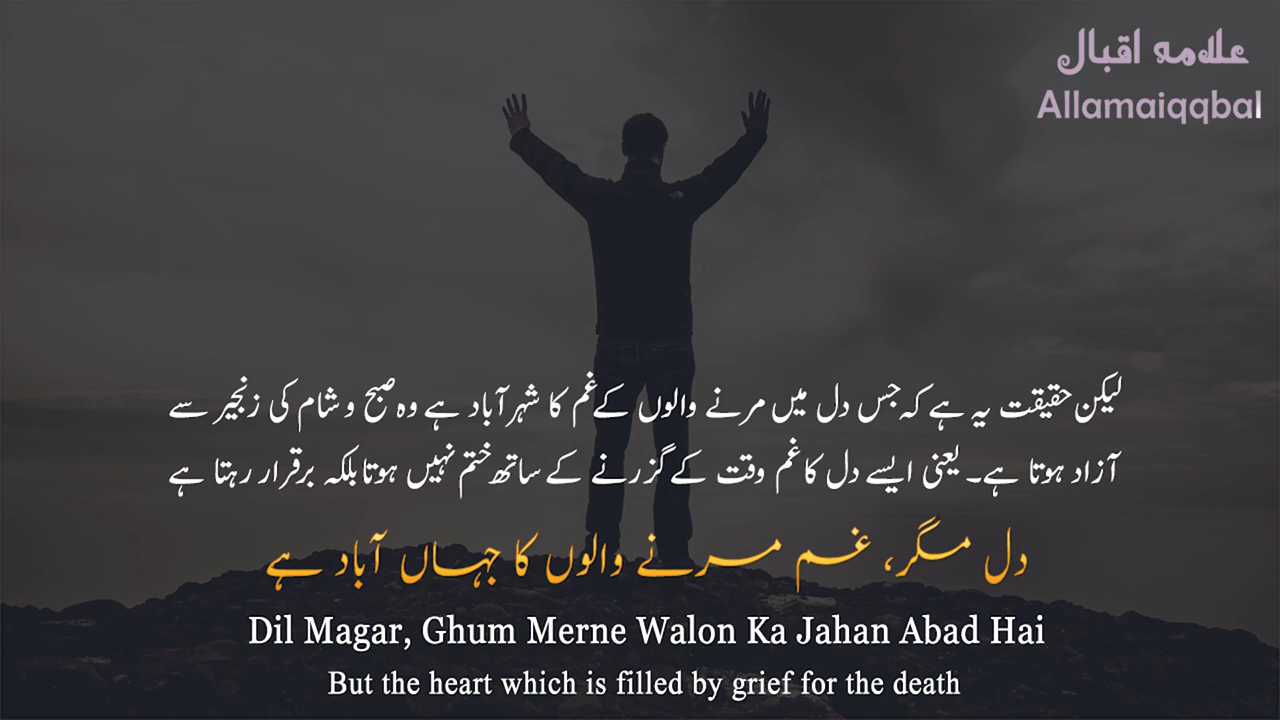 علامہ اقبال
Allamaiqqbal
لیکن حقیقت یہ ہے کہ جس دل میں مرنے والوں کے غم کا شہر آباد ہے وہ صبح و شام کی زنجیر سے
آزاد ہوتا ہے۔ یعنی ایسے دل کا غم وقت کے گزرنے کے ساتھ ختم نہیں ہوتا بلکہ برقرار رہتا ہے
دل مگر، غم مرنے والوں کا جہاں آباد ہے
Dil Magar, Ghum Merne Walon Ka Jahan Abad Hai
But the heart which is filled by grief for the death